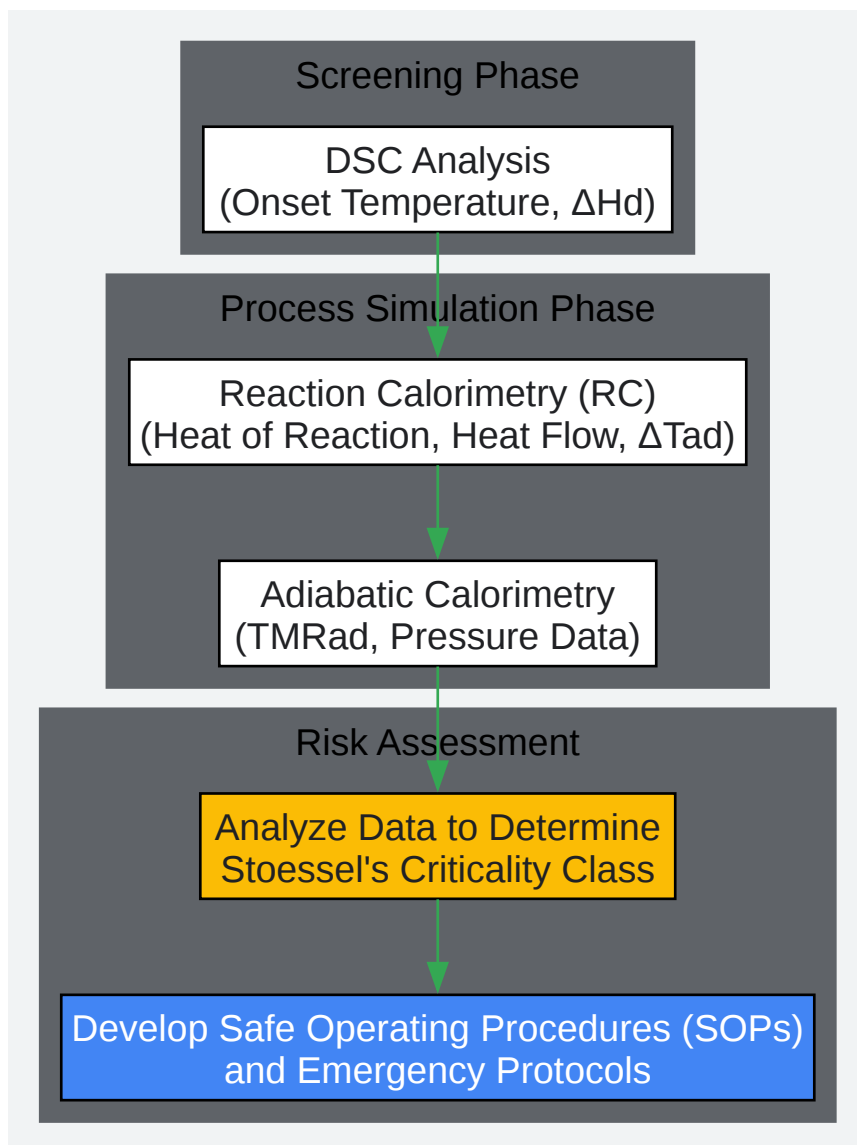 Screening Phase
DSC Analysis
(Onset Temperature, ΔHd)
Process Simulation Phase
Reaction Calorimetry (RC)
(Heat of Reaction, Heat Flow, ΔTad)
Adiabatic Calorimetry
(TMRad, Pressure Data)
Risk Assessment
Analyze Data to Determine
Stoessel's Criticality Class
Develop Safe Operating Procedures (SOPs)
and Emergency Protocols